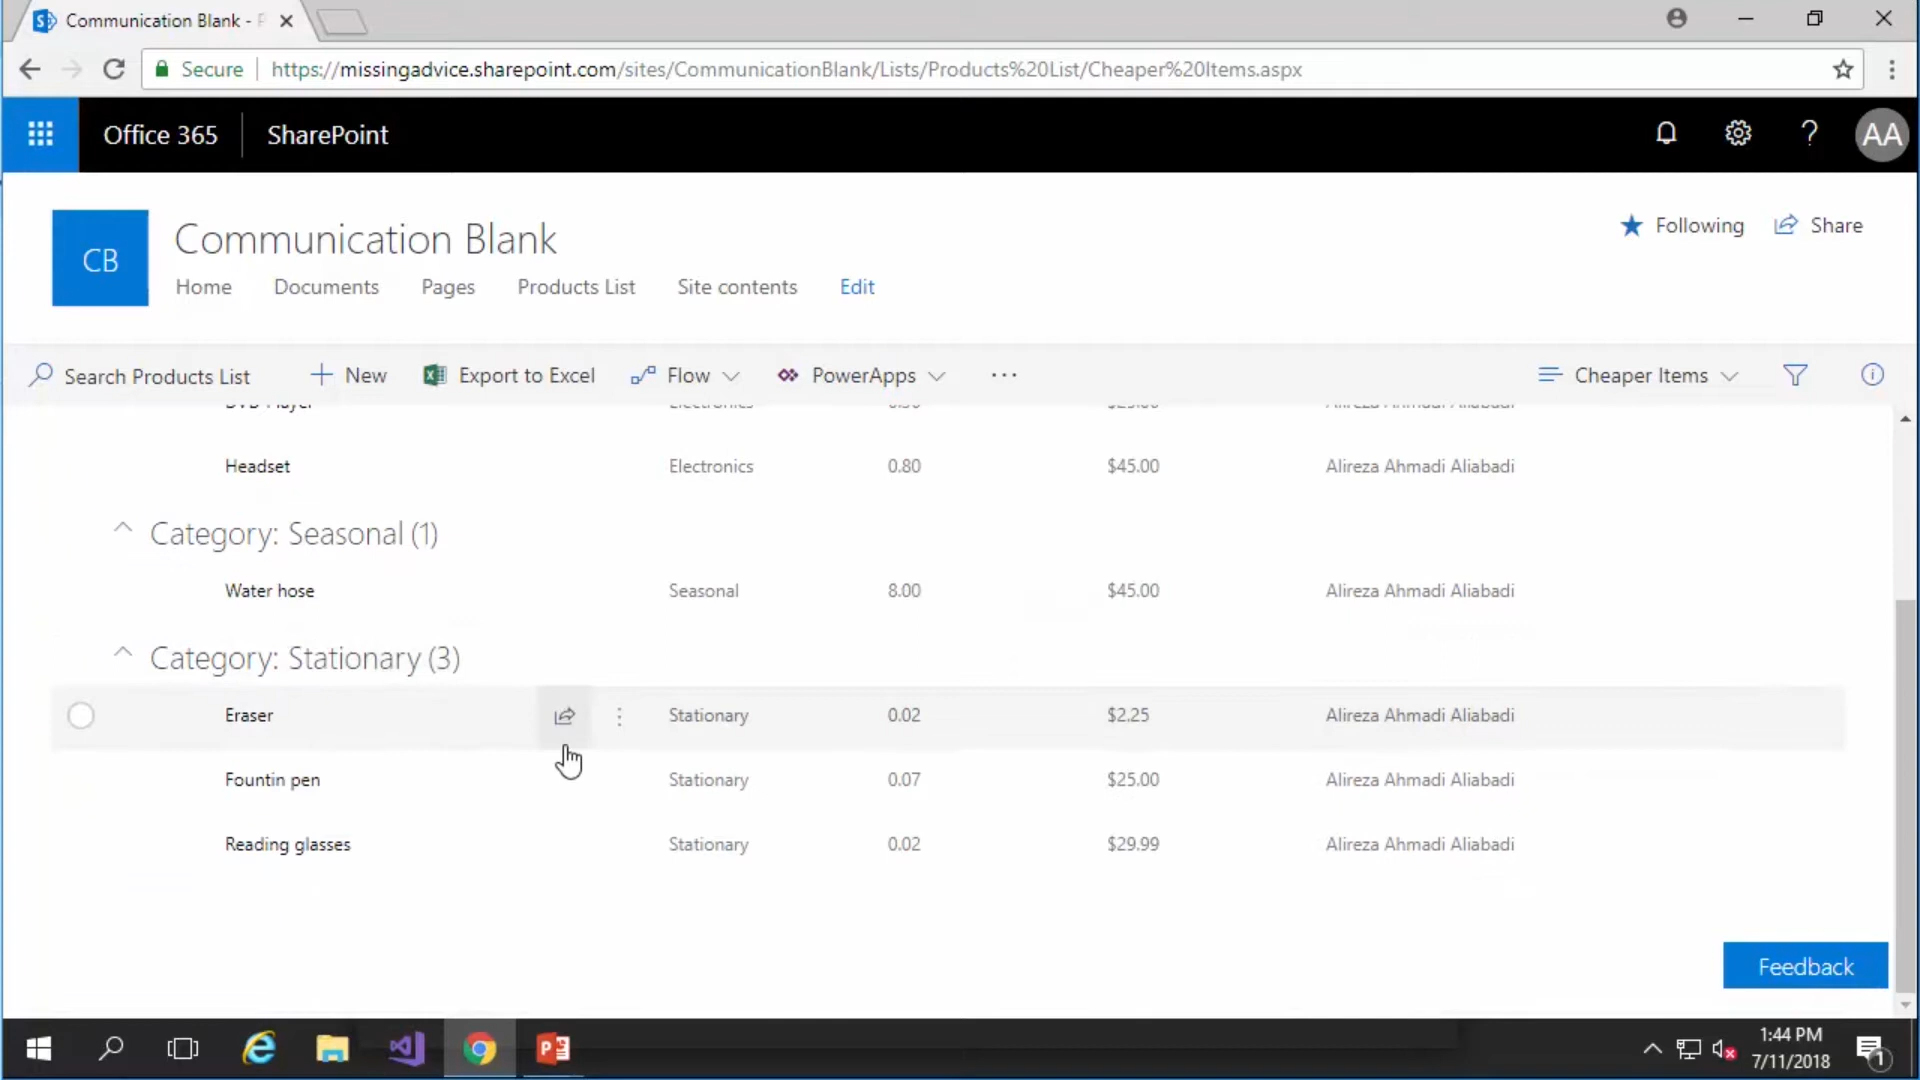 Communication Blank - P
Secure https://missingadvice.sharepoint.com/sites/CommunicationBlank/Lists/Products%20List/Cheaper%20Items.aspx
Office 365 SharePoint ? AA
CB Communication Blank Following Share
Home Documents Pages Products List Site contents Edit
Search Products List New Export to Excel Flow PowerApps ... Cheaper Items
Headset Electronics 0.80 $45.00 Alireza Ahmadi Aliabadi
Category: Seasonal (1)
Water hose Seasonal 8.00 $45.00 Alireza Ahmadi Aliabadi
Category: Stationary (3)
Eraser Stationary 0.02 $2.25 Alireza Ahmadi Aliabadi
Fountin pen Stationary 0.07 $25.00 Alireza Ahmadi Aliabadi
Reading glasses Stationary 0.02 $29.99 Alireza Ahmadi Aliabadi
Feedback
1:44 PM
7/11/2018
1